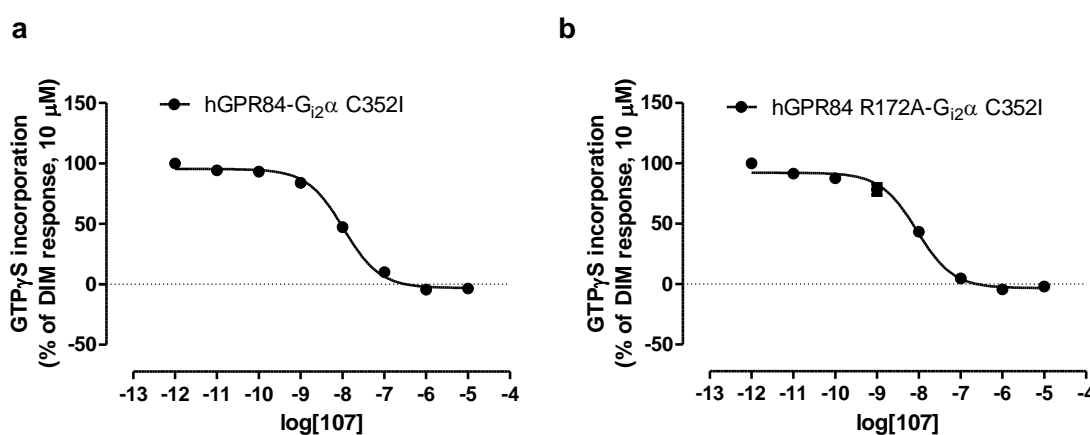 a
hGPR84-Gi2α C352I
GTPγS incorporation
(% of DIM response, 10 μM)
150
100
50
0
-50
-13 -12 -11 -10 -9 -8 -7 -6 -5 -4
log[107]
b
hGPR84 R172A-Gi2α C352I
GTPγS incorporation
(% of DIM response, 10 μM)
150
100
50
0
-50
-13 -12 -11 -10 -9 -8 -7 -6 -5 -4
log[107]